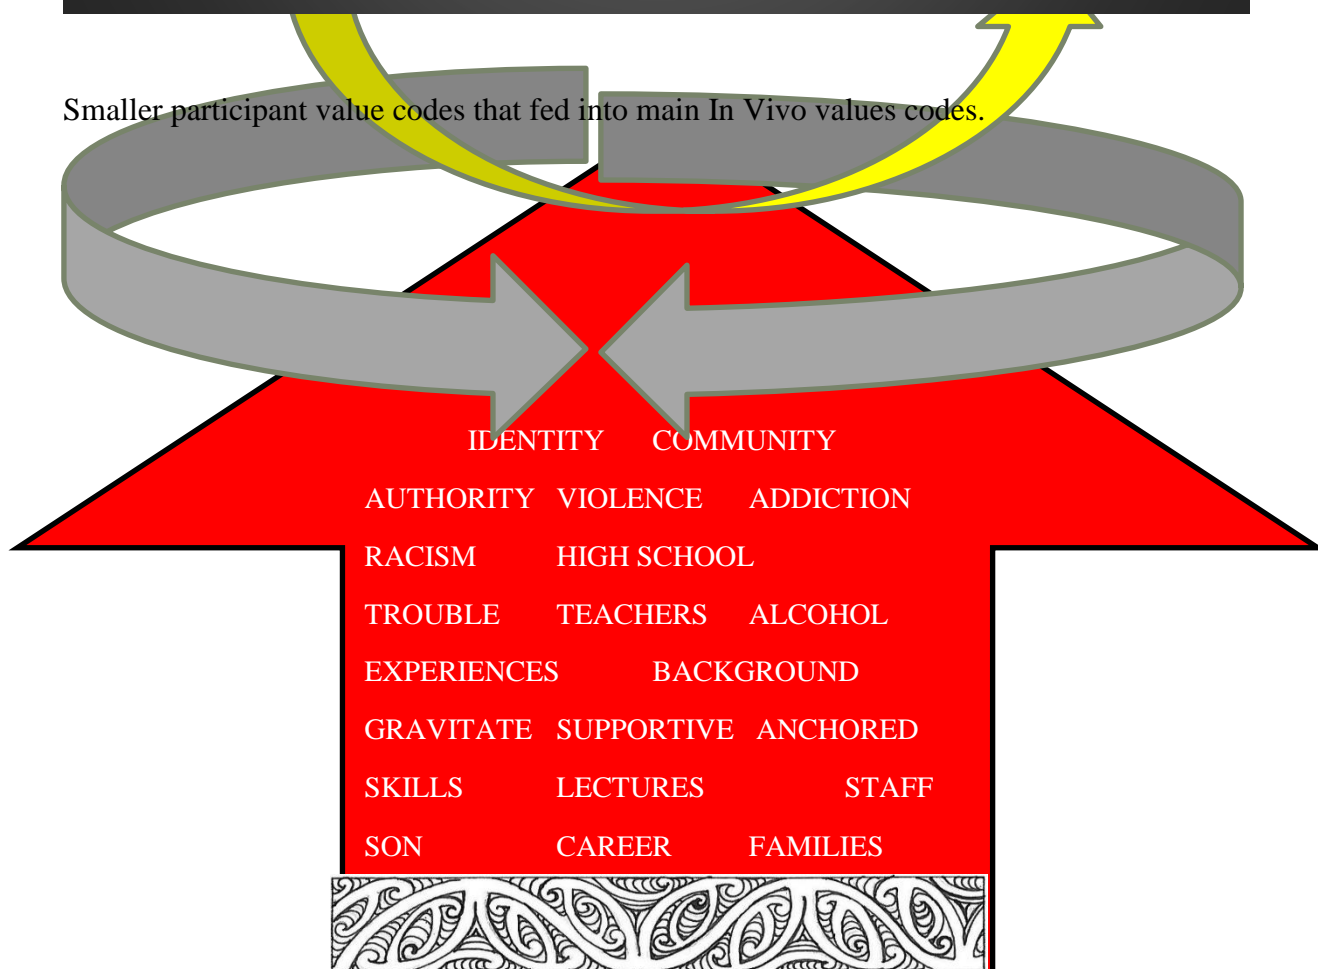 Smaller participant value codes that fed into main In Vivo values codes.
IDENTITY COMMUNITY
AUTHORITY VIOLENCE ADDICTION
RACISM HIGH SCHOOL
TROUBLE TEACHERS ALCOHOL
EXPERIENCES BACKGROUND
GRAVITATE SUPPORTIVE ANCHORED
SKILLS LECTURES STAFF
SON CAREER FAMILIES